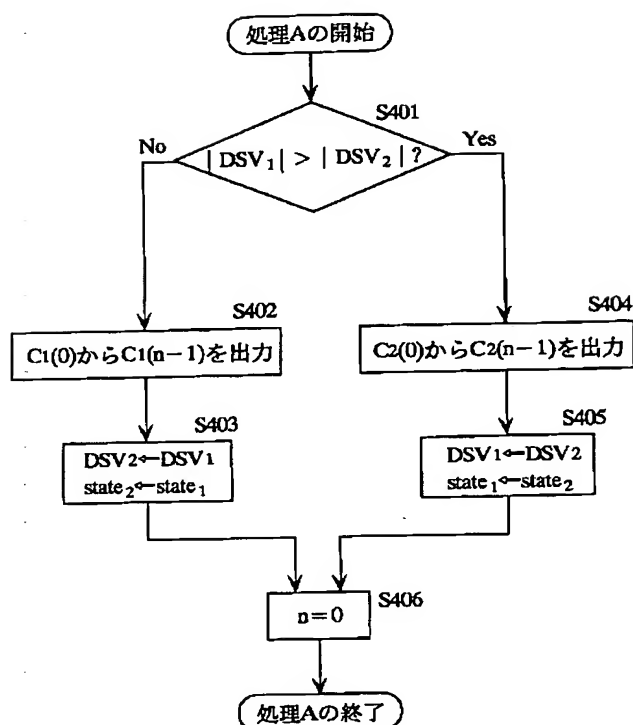 処理Aの開始
S401
No
Yes
|DSV₁|>|DSV₂|?
S402
C1(0)からC1(n−1)を出力
S404
C2(0)からC2(n−1)を出力
S403
DSV2←DSV1
state₂←state₁
S405
DSV1←DSV2
state₁←state₂
S406
n=0
処理Aの終了